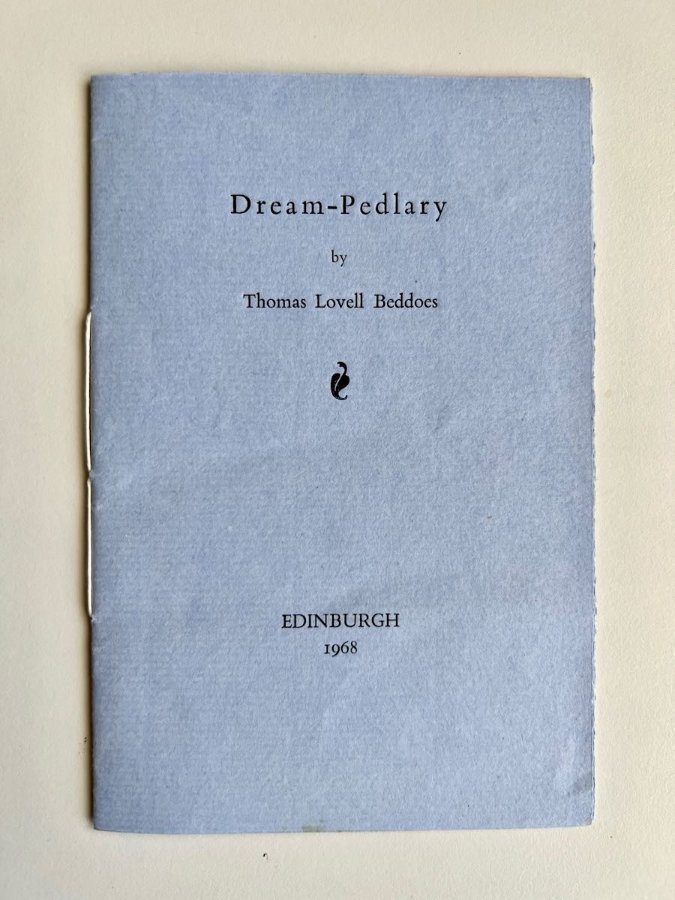 Dream-Pedlary
by
Thomas Lovell Beddoes
EDINBURGH
1968